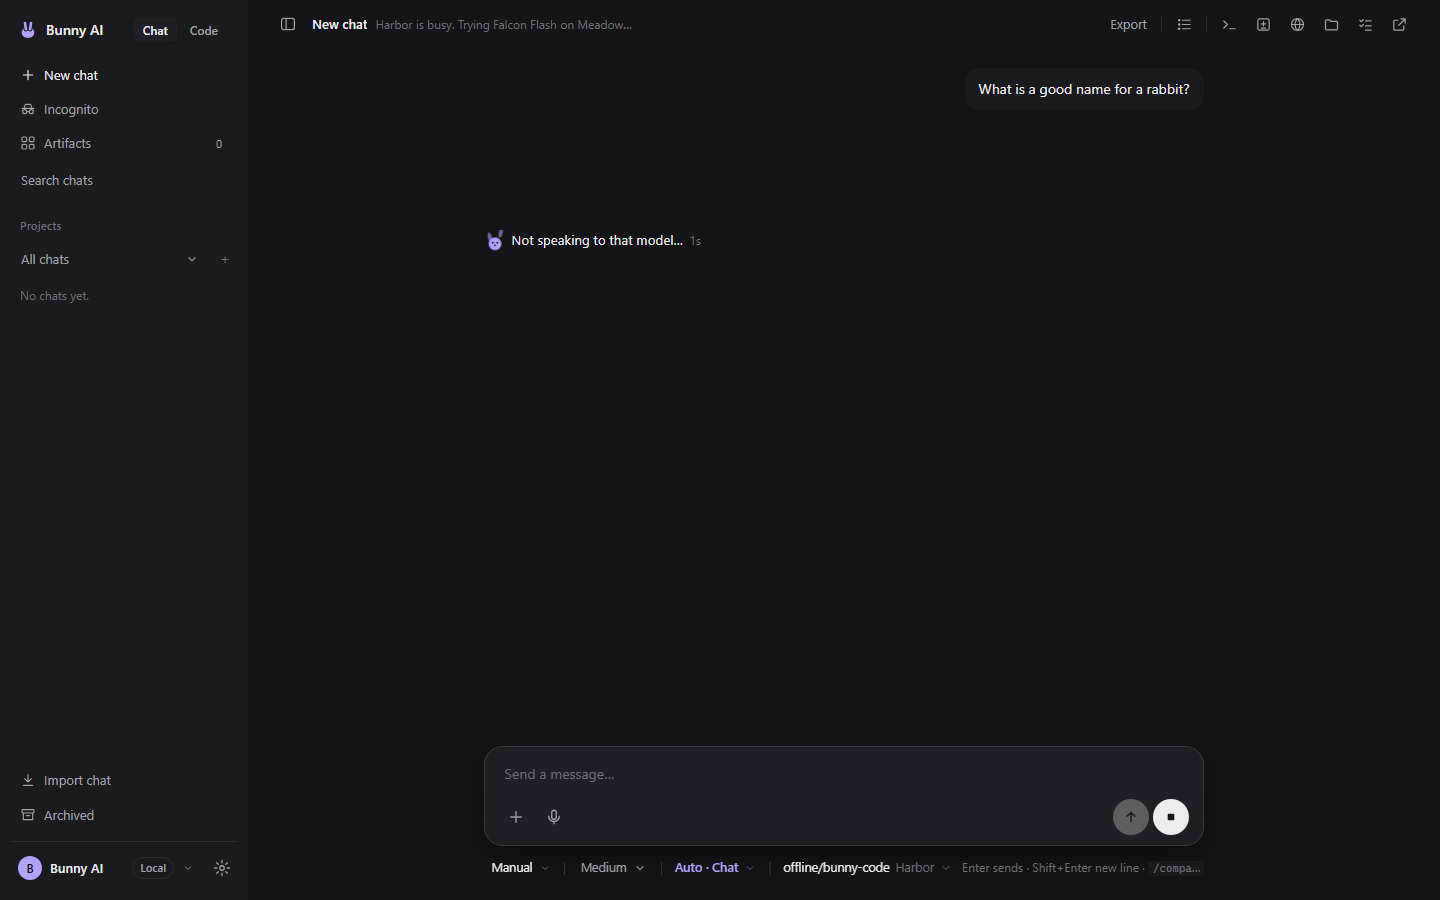 Bunny AI
Chat
Code
New chat
Incognito
Artifacts
0
Search chats
Projects
All chats
+
No chats yet.
Import chat
Archived
B
Bunny AI
Local
New chat
Harbor is busy. Trying Falcon Flash on Meadow...
Export
What is a good name for a rabbit?
Not speaking to that model... 1s
Send a message...
Manual
Medium
Auto · Chat
offline/bunny-code Harbor
Enter sends · Shift+Enter new line · /compa...